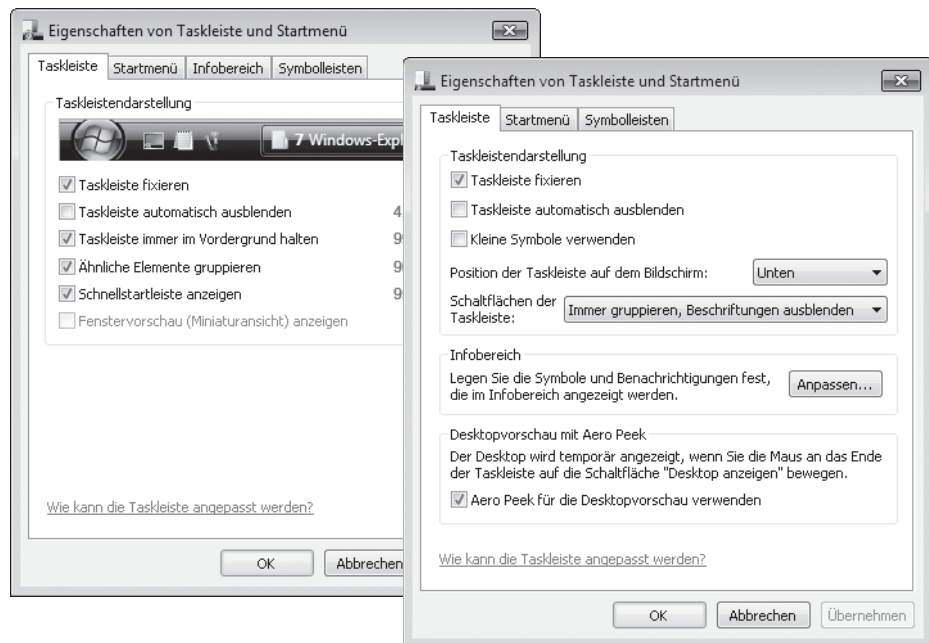 Eigenschaften von Taskleiste und Startmenü
Taskleiste Startmenü Infobereich Symbolleisten
Taskleistendarstellung
7 Windows-Expl
Taskleiste fixieren
Taskleiste automatisch ausblenden 4
Taskleiste immer im Vordergrund halten 9
Ähnliche Elemente gruppieren 9
Schnellstartleiste anzeigen 9
Fenstervorschau (Miniaturansicht) anzeigen
Wie kann die Taskleiste angepasst werden?
OK Abbrechen
Eigenschaften von Taskleiste und Startmenü
Taskleiste Startmenü Symbolleisten
Taskleistendarstellung
Taskleiste fixieren
Taskleiste automatisch ausblenden
Kleine Symbole verwenden
Position der Taskleiste auf dem Bildschirm: Unten
Schaltflächen der
Taskleiste: Immer gruppieren, Beschriftungen ausblenden
Infobereich
Legen Sie die Symbole und Benachrichtigungen fest,
die im Infobereich angezeigt werden. Anpassen...
Desktopvorschau mit Aero Peek
Der Desktop wird temporär angezeigt, wenn Sie die Maus an das Ende
der Taskleiste auf die Schaltfläche "Desktop anzeigen" bewegen.
Aero Peek für die Desktopvorschau verwenden
Wie kann die Taskleiste angepasst werden?
OK Abbrechen Übernehmen